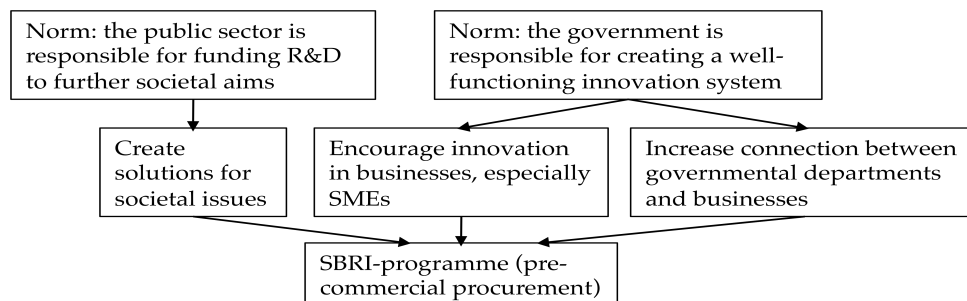 Norm: the public sector is
responsible for funding R&D
to further societal aims
Norm: the government is
responsible for creating a well-
functioning innovation system
Create
solutions for
societal issues
Encourage innovation
in businesses, especially
SMEs
Increase connection between
governmental departments
and businesses
SBRI-programme (pre-
commercial procurement)